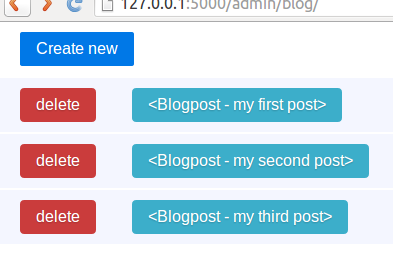 127.0.0.1:5000/admin/blog/
Create new
delete <Blogpost - my first post>
delete <Blogpost - my second post>
delete <Blogpost - my third post>